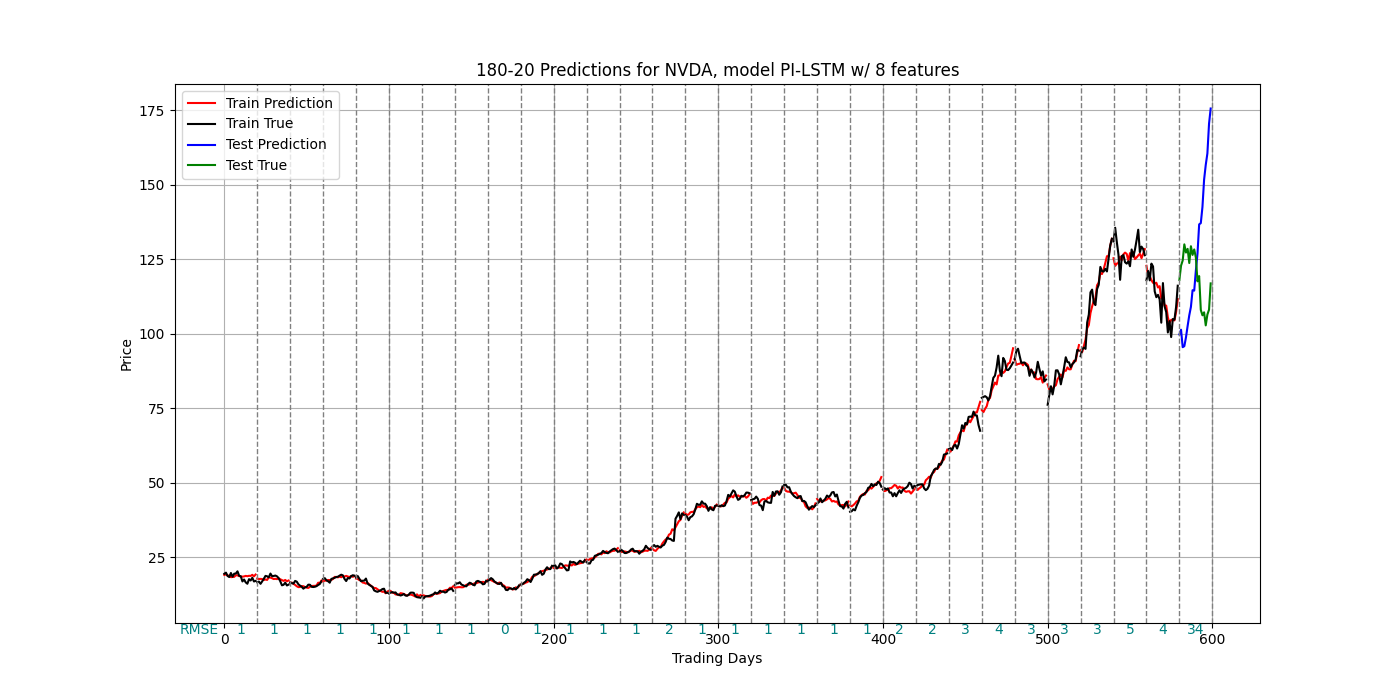 180-20 Predictions for NVDA, model PI-LSTM w/ 8 features
Train Prediction
Train True
Test Prediction
Test True
175
150
125
100
75
50
25
Price
RMSE 1 1 1 1 1 1 1 1 0 1 1 1 1 2 1 1 1 1 1 1 2 2 3 4 3 3 3 5 4 34
0 100 200 300 400 500 600
Trading Days